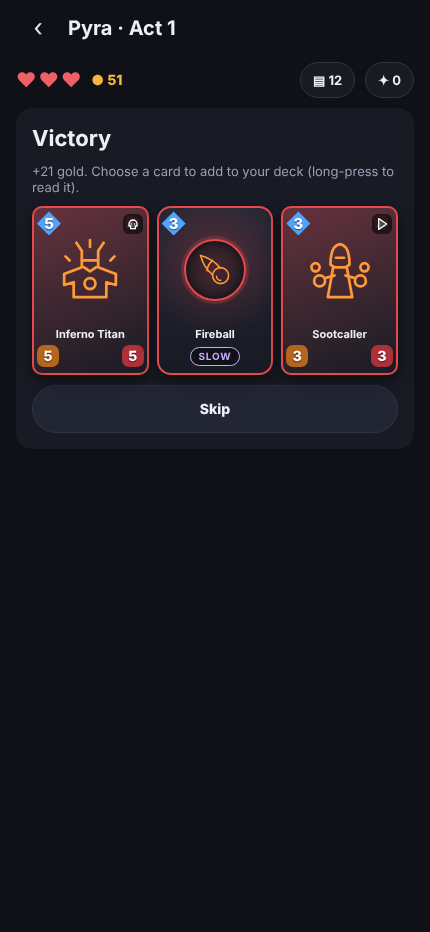 Pyra · Act 1
51
12
0
Victory
+21 gold. Choose a card to add to your deck (long-press to
read it).
5
3
3
Inferno Titan
Fireball
Sootcaller
5
5
SLOW
3
3
Skip